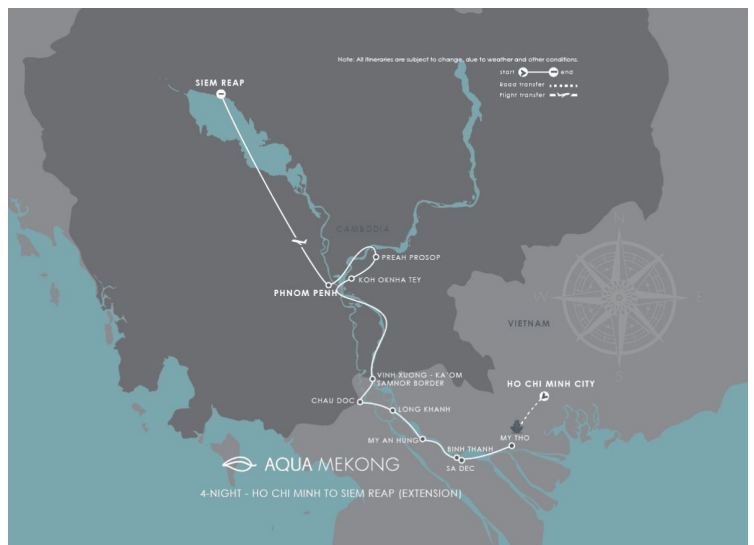 Note: All itineraries are subject to change, due to weather and other conditions.
start end
Road transfer
Flight transfer
SIEM REAP
CAMBODIA
PREAH PROSOP
KOH OKNHA TEY
PHNOM PENH
N
W
E
S
VIETNAM
VINH XUONG - KA'OM
SAMNOR BORDER
HO CHI MINH CITY
CHAU DOC
LONG KHANH
MY AN HUNG
MY THO
BINH THANH
SA DEC
AQUA MEKONG
4-NIGHT - HO CHI MINH TO SIEM REAP (EXTENSION)